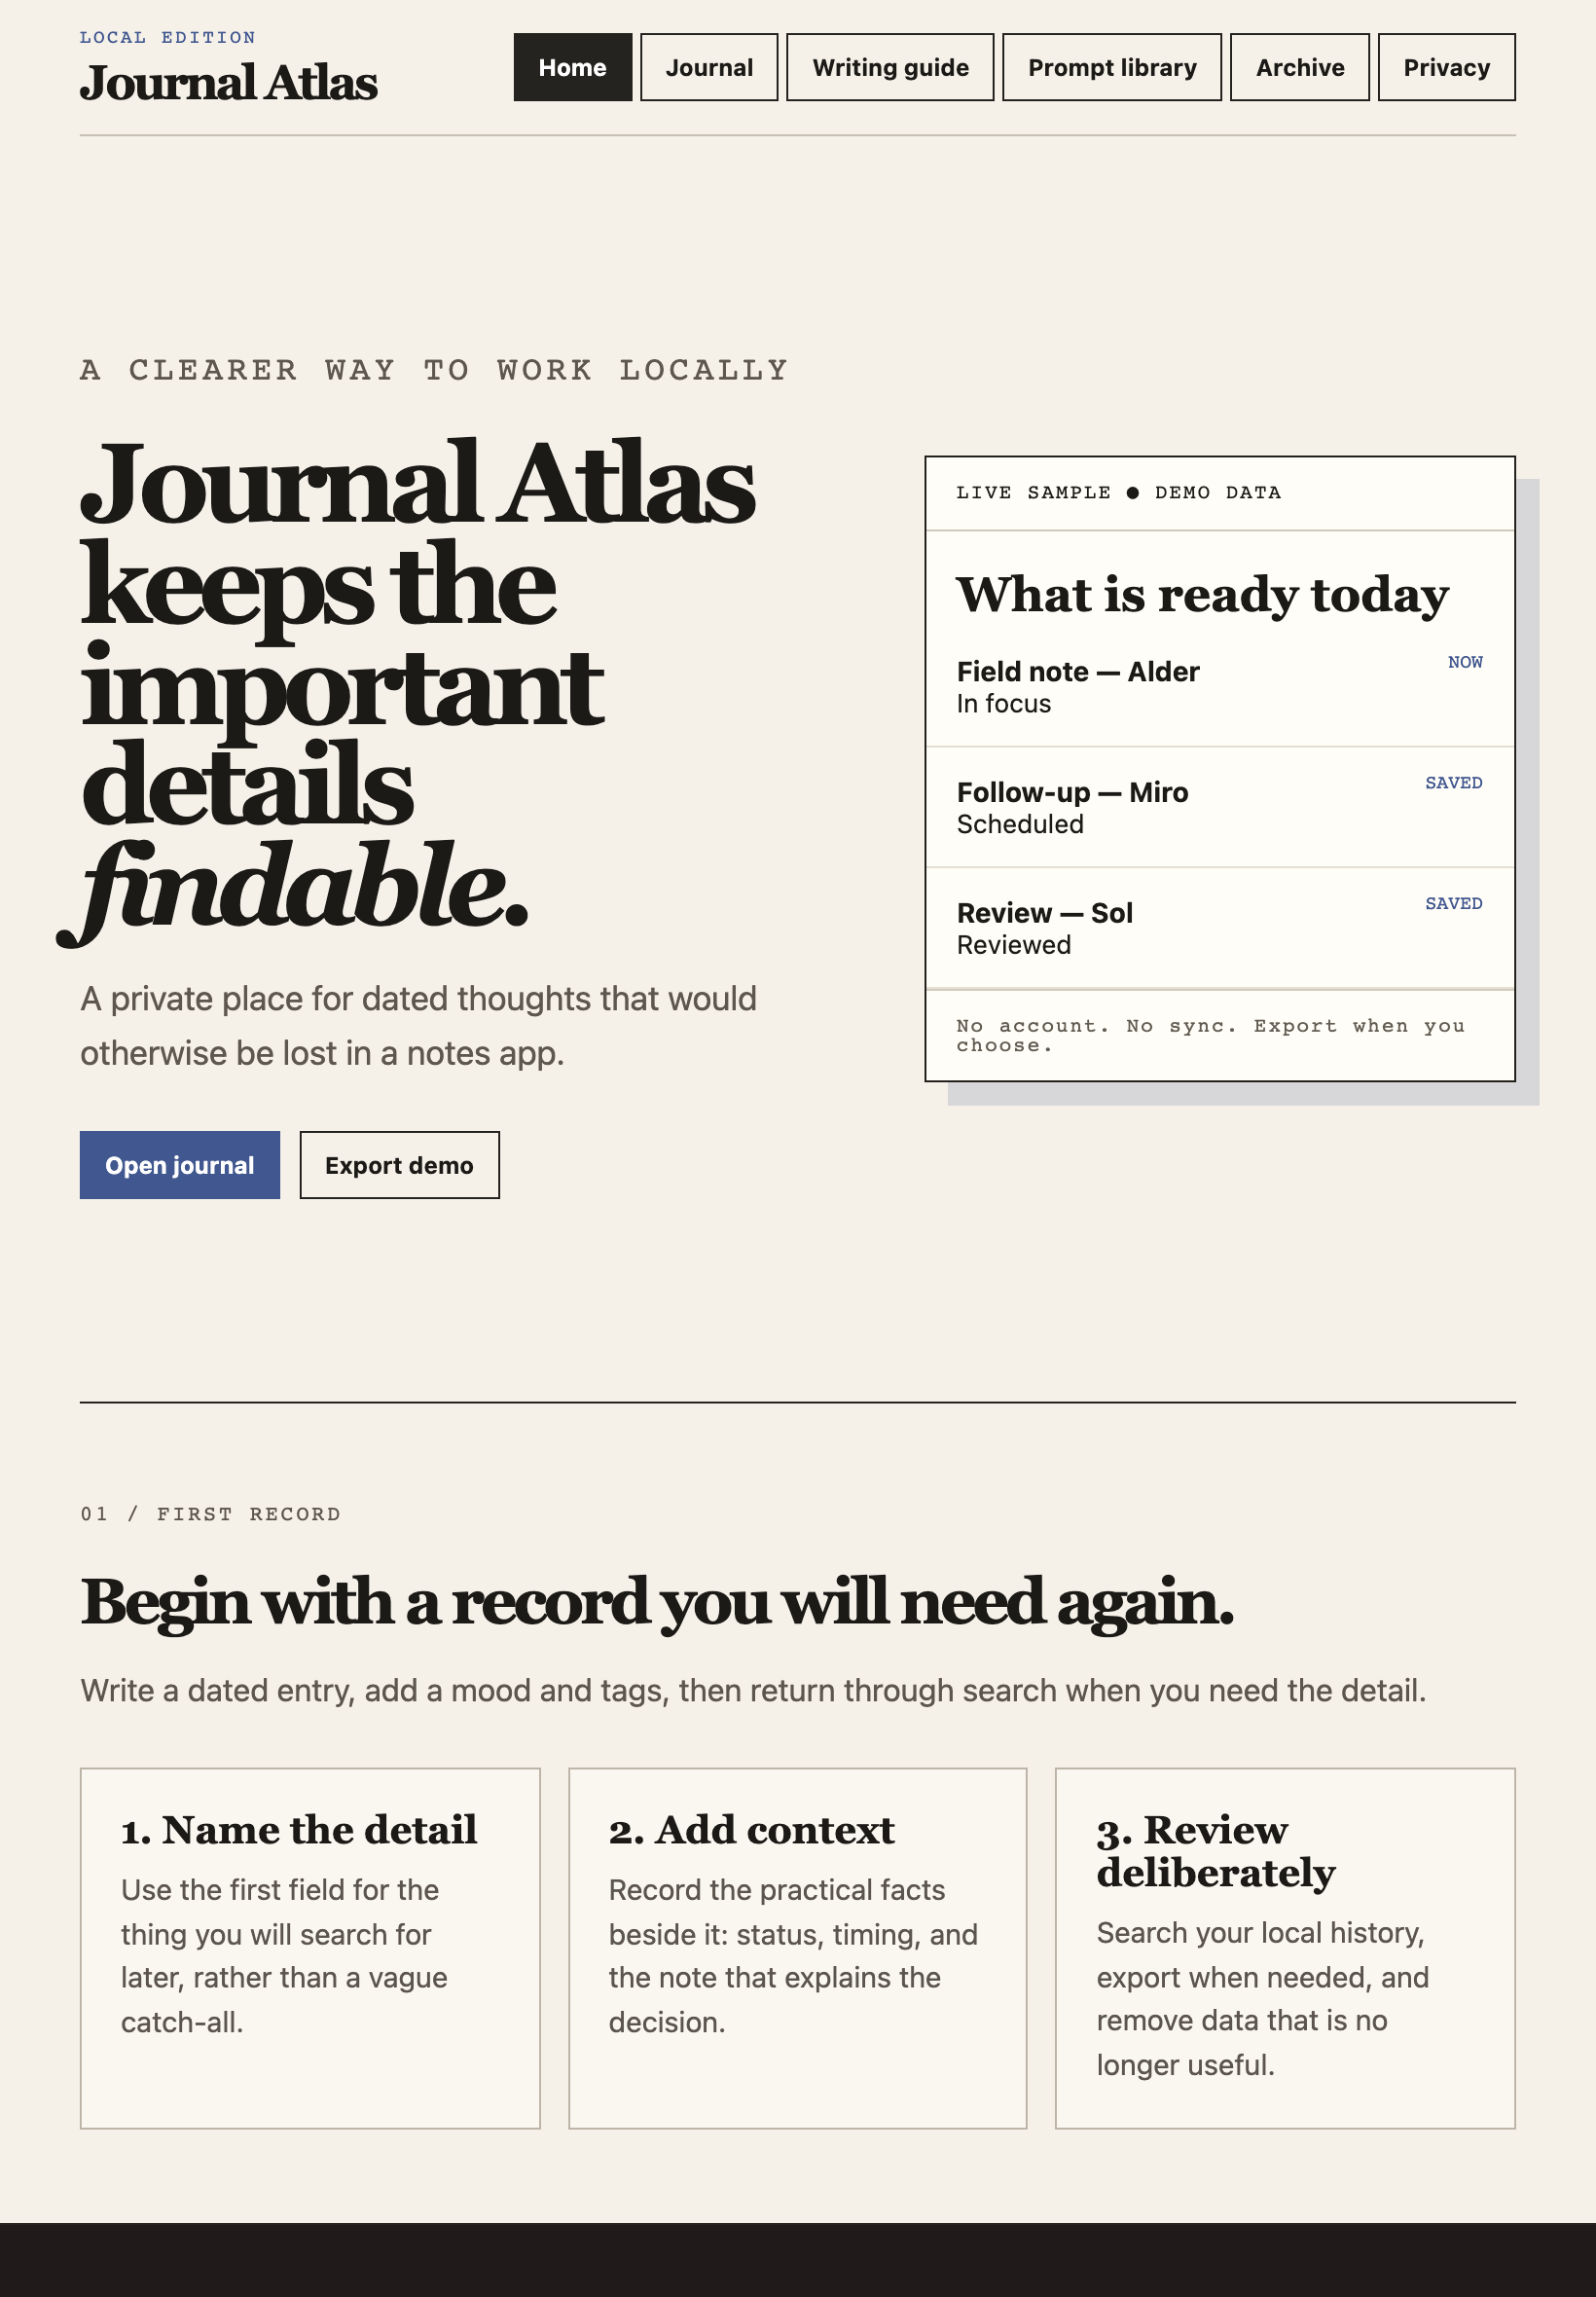 LOCAL EDITION
Journal Atlas
Home
Journal
Writing guide
Prompt library
Archive
Privacy
A CLEARER WAY TO WORK LOCALLY
Journal Atlas
keeps the
important
details
findable.
A private place for dated thoughts that would
otherwise be lost in a notes app.
Open journal
Export demo
LIVE SAMPLE ● DEMO DATA
What is ready today
Field note — Alder
NOW
In focus
Follow-up — Miro
SAVED
Scheduled
Review — Sol
SAVED
Reviewed
No account. No sync. Export when you
choose.
01 / FIRST RECORD
Begin with a record you will need again.
Write a dated entry, add a mood and tags, then return through search when you need the detail.
1. Name the detail
Use the first field for the
thing you will search for
later, rather than a vague
catch-all.
2. Add context
Record the practical facts
beside it: status, timing, and
the note that explains the
decision.
3. Review
deliberately
Search your local history,
export when needed, and
remove data that is no
longer useful.